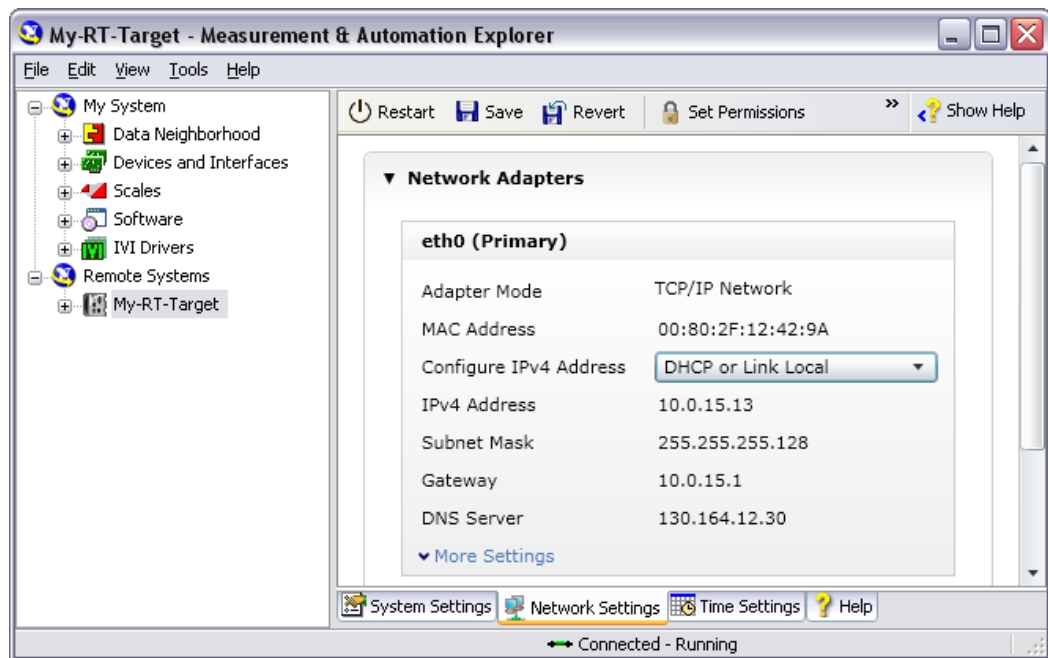 My-RT-Target - Measurement & Automation Explorer
File Edit View Tools Help
My System
Data Neighborhood
Devices and Interfaces
Scales
Software
IVI Drivers
Remote Systems
My-RT-Target
Restart Save Revert Set Permissions » Show Help
Network Adapters
eth0 (Primary)
Adapter Mode TCP/IP Network
MAC Address 00:80:2F:12:42:9A
Configure IPv4 Address DHCP or Link Local
IPv4 Address 10.0.15.13
Subnet Mask 255.255.255.128
Gateway 10.0.15.1
DNS Server 130.164.12.30
More Settings
System Settings Network Settings Time Settings Help
Connected - Running